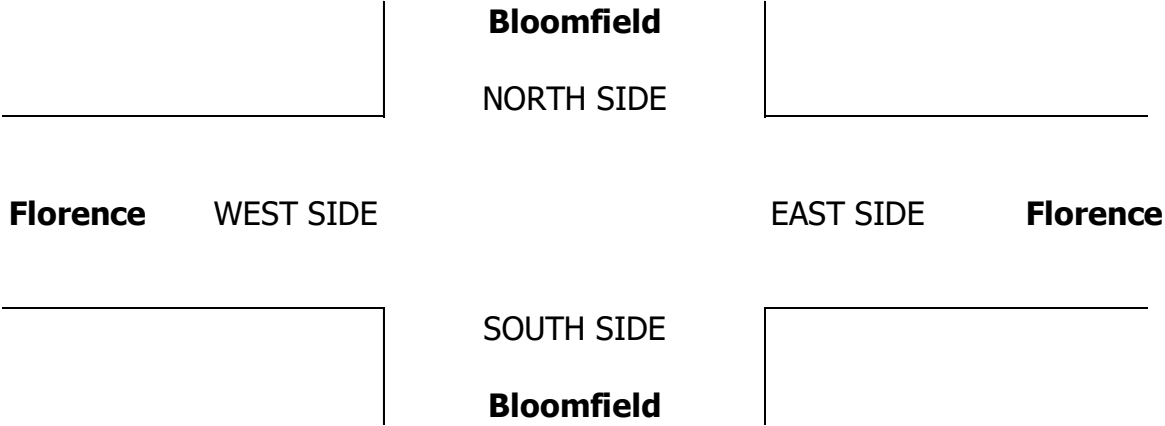 Bloomfield
NORTH SIDE
Florence WEST SIDE EAST SIDE Florence
SOUTH SIDE
Bloomfield